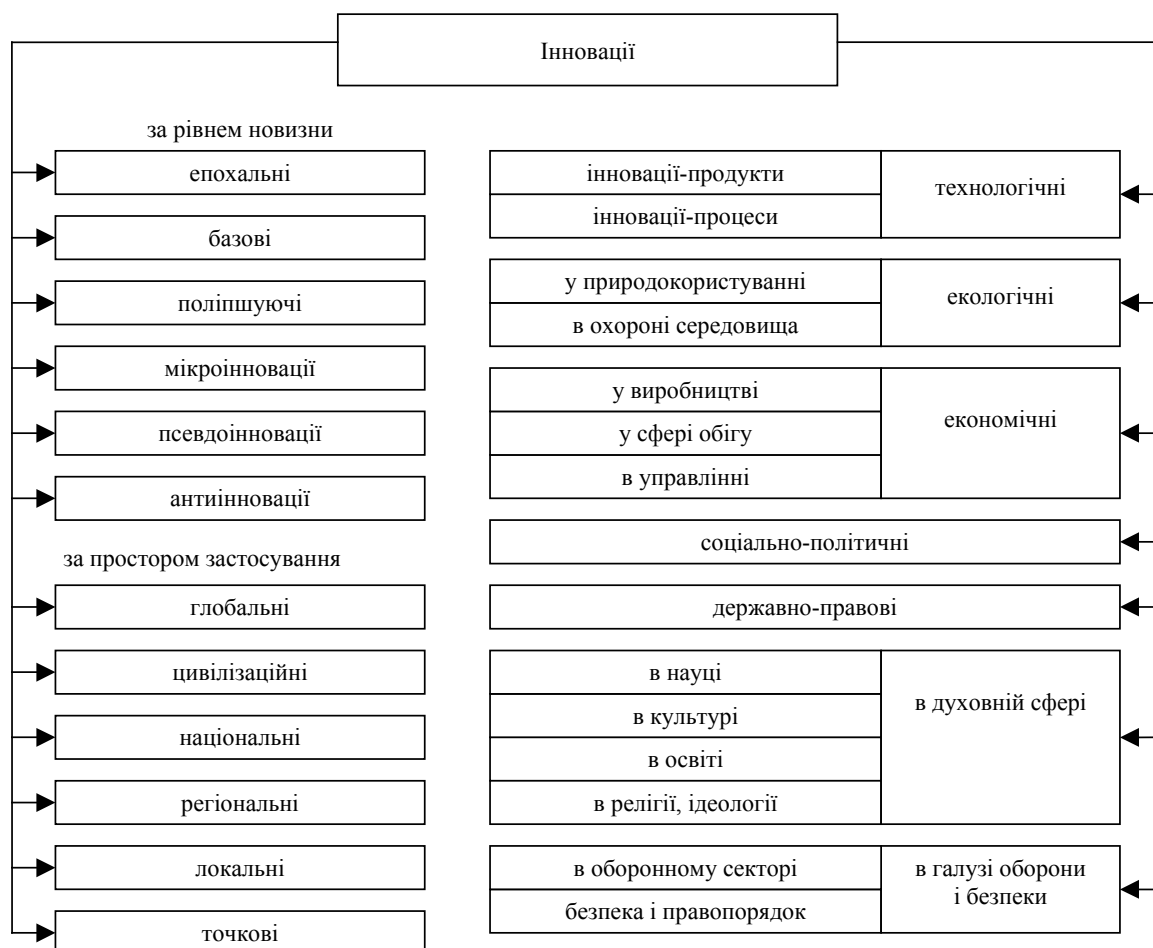 Інновації
за рівнем новизни
епохальні
базові
поліпшуючі
мікроінновації
псевдоінновації
антиінновації
за простором застосування
глобальні
цивілізаційні
національні
регіональні
локальні
точкові
інновації-продукти
інновації-процеси
технологічні
у природокористуванні
в охороні середовища
екологічні
у виробництві
у сфері обігу
в управлінні
економічні
соціально-політичні
державно-правові
в науці
в культурі
в освіті
в релігії, ідеології
в духовній сфері
в оборонному секторі
безпека і правопорядок
в галузі оборони
і безпеки